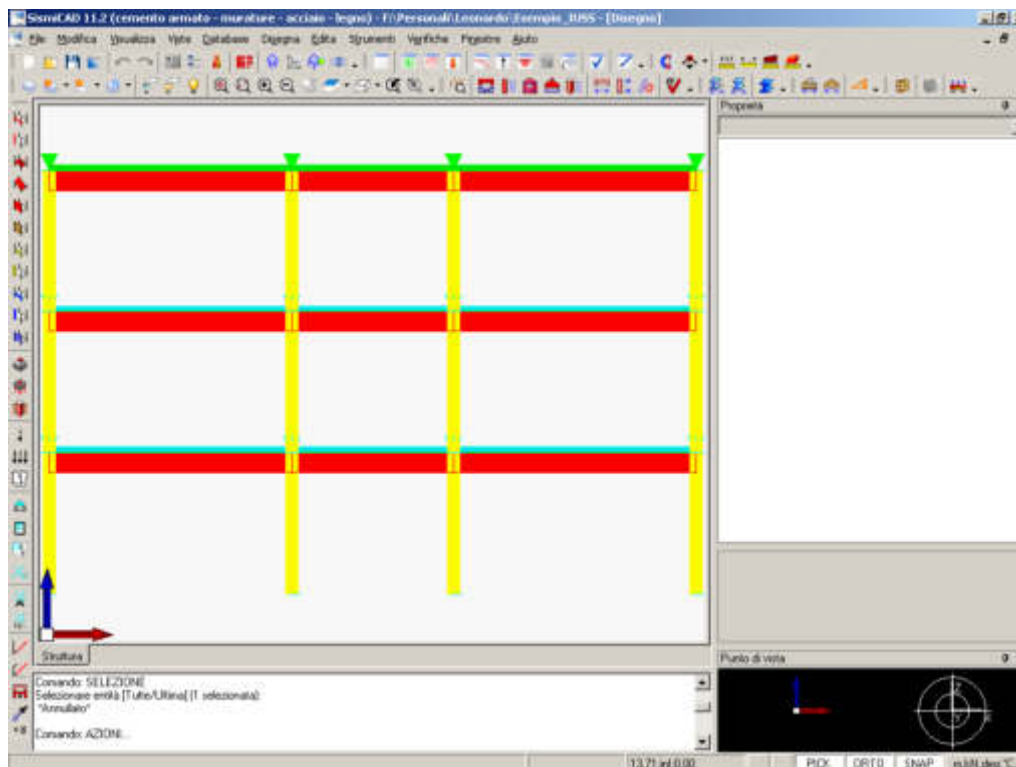 SismiCAD 11.2 (cemento armato - murature - acciaio - legno) - F:\Personali\Leonardo\Esempio_IUSS - [Disegno]
File Modifica Visualizza Viste Database Disegna Edita Strumenti Verifiche Finestre Aiuto
Proprietà
Struttura
Punto di vista
Comando: SELEZIONE
Selezionare entità [Tutte/Ultima] (1 selezionata):
*Annullato*
Comando: AZIONI...
PICK ORTO SNAP